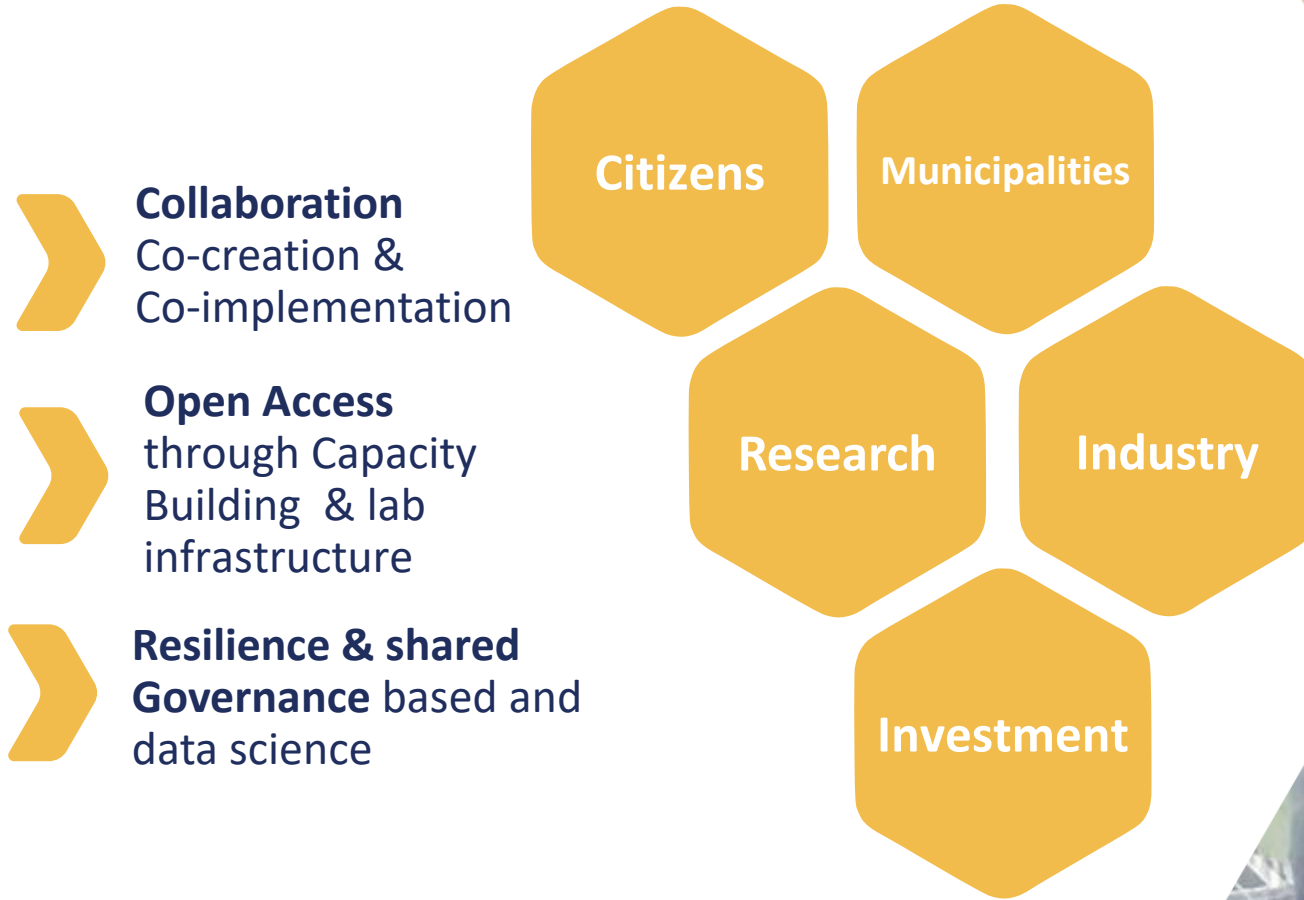 Collaboration
Co-creation &
Co-implementation
Open Access
through Capacity
Building  & lab
infrastructure
Resilience & shared
Governance based and
data science
Citizens
Municipalities
Research
Industry
Investment